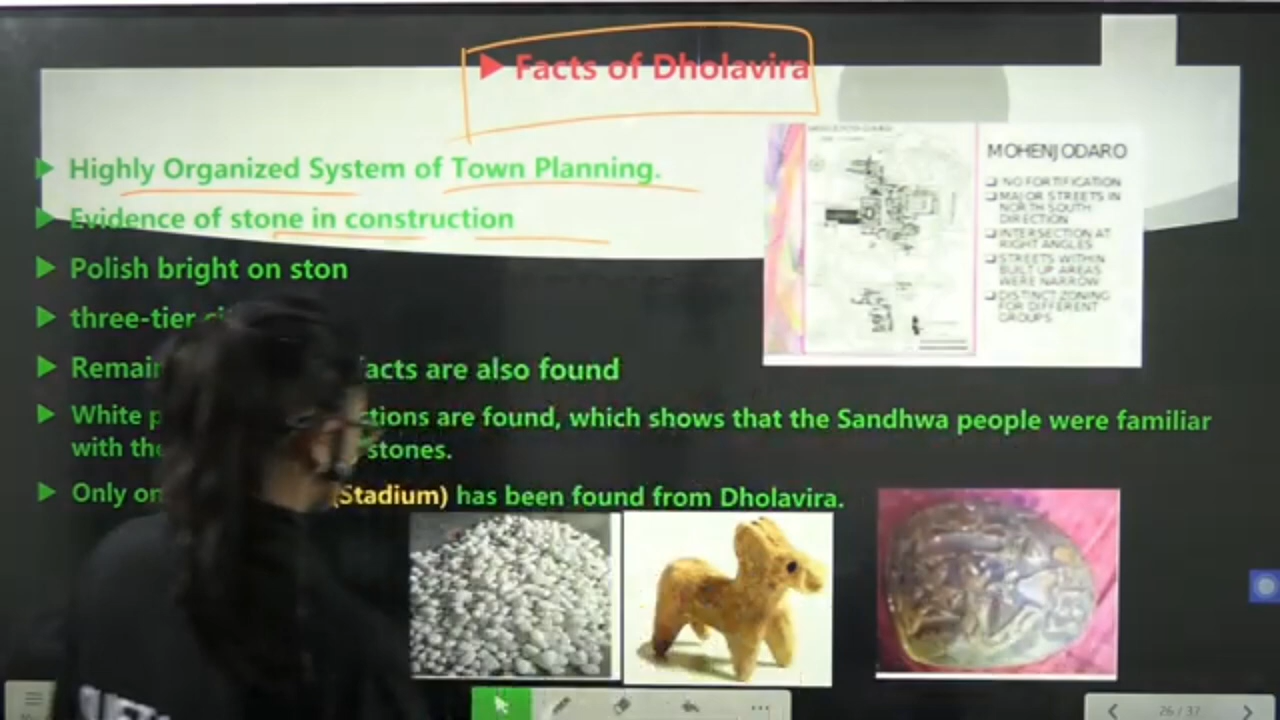 Facts of Dholavira
Highly Organized System of Town Planning.
Evidence of stone in construction
Polish bright on ston
three-tier
Remain acts are also found
White p ctions are found, which shows that the Sandhwa people were familiar
with the stones.
Only on (Stadium) has been found from Dholavira.
MOHENJODARO
NO FORTIFICATION
MAJOR STREETS IN
NORTH SOUTH
DIRECTION
INTERSECTION AT
RIGHT ANGLES
STREETS WITHIN
BUILT UP AREAS
WERE NARROW
DISTINCT ZONING
FOR DIFFERENT
GROUPS
26 / 37